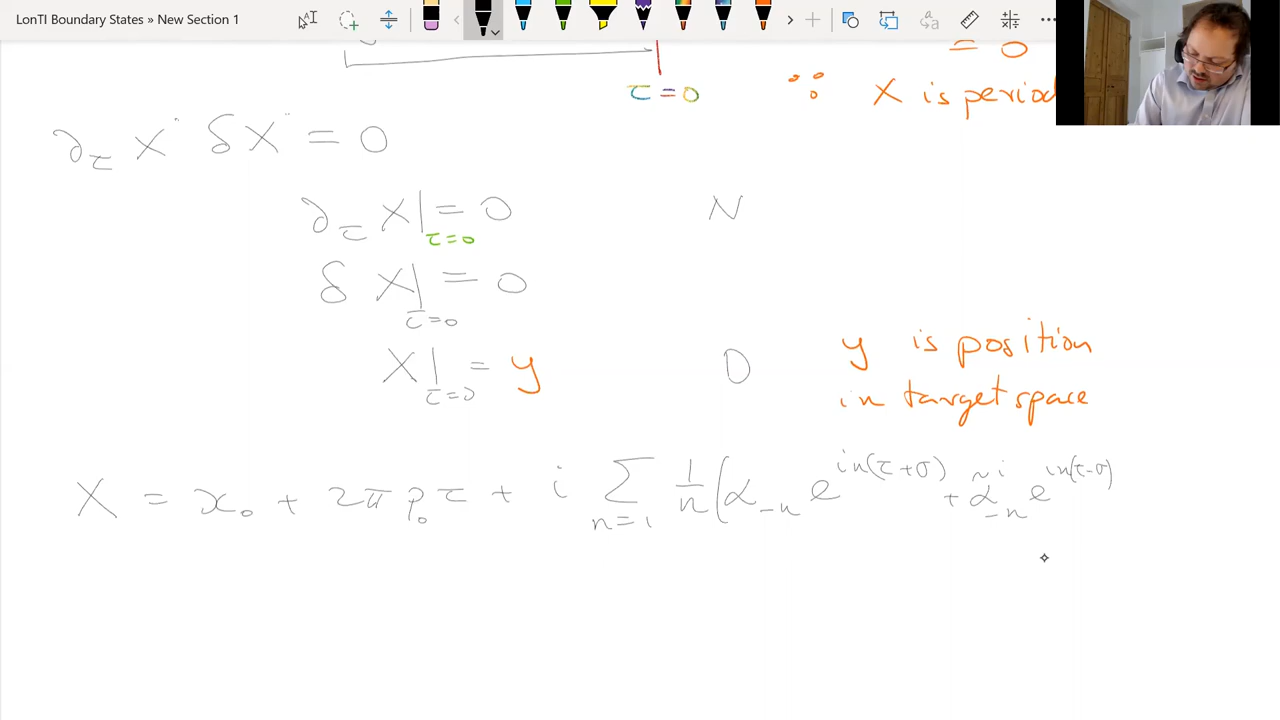 LonTI Boundary States » New Section 1
= 0
τ = 0
∵ X is period
∂_τ X˙ δX¨ = 0
∂_τ X|_{τ=0} = 0 N
δ X|_{τ=0} = 0
X|_{τ=0} = y D y is position
in target space
X = x_0 + 2π p_0 τ + i ∑_{n=1} 1/n ( α_{-n} e^{in(τ+σ)} + α̃^i_{-n} e^{in(τ-σ)}